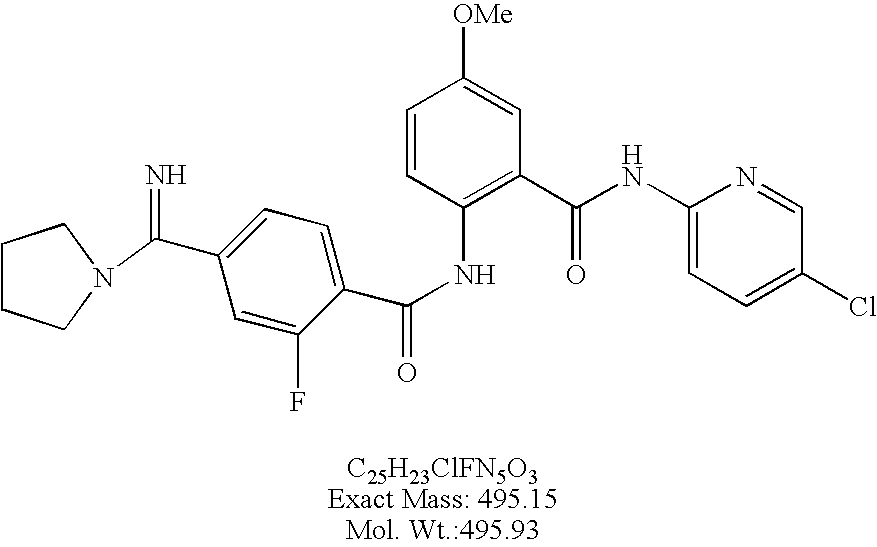 OMe
NH
H
N
N
N
NH
O
Cl
O
F
C25H23ClFN5O3
Exact Mass: 495.15
Mol. Wt.:495.93